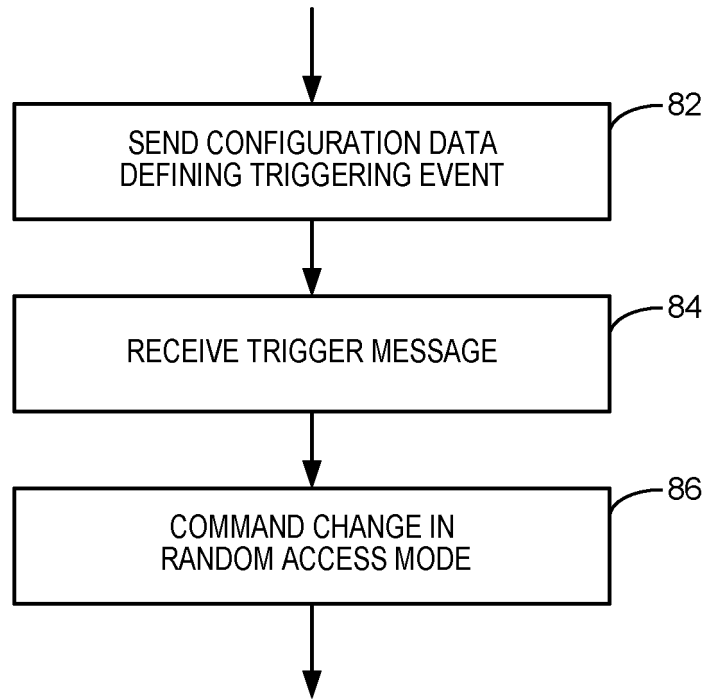 SEND CONFIGURATION DATA
DEFINING TRIGGERING EVENT
82
RECEIVE TRIGGER MESSAGE
84
COMMAND CHANGE IN
RANDOM ACCESS MODE
86